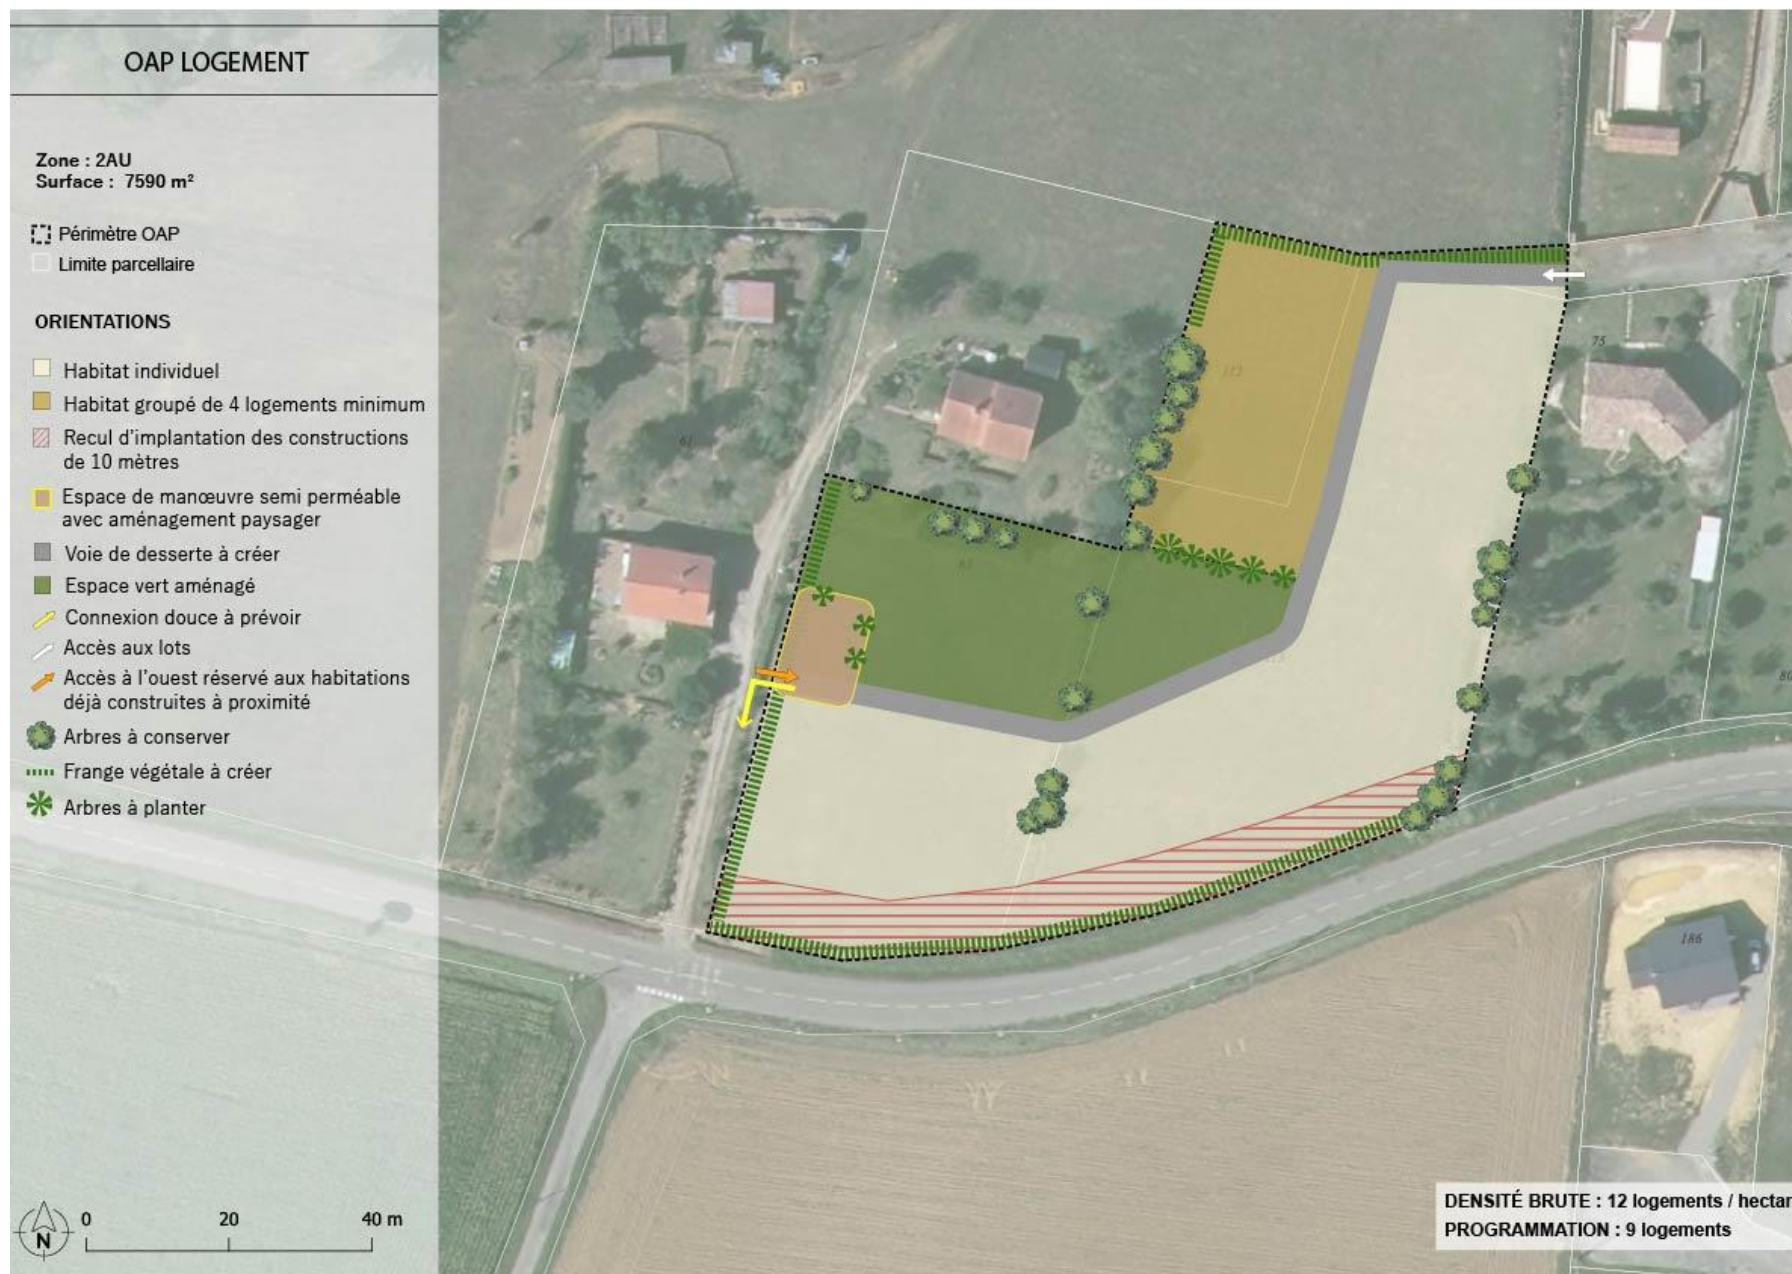 OAP LOGEMENT
Zone : 2AU
Surface : 7590 m²
Périmètre OAP
Limite parcellaire
ORIENTATIONS
Habitat individuel
Habitat groupé de 4 logements minimum
Recul d'implantation des constructions
de 10 mètres
Espace de manœuvre semi perméable
avec aménagement paysager
Voie de desserte à créer
Espace vert aménagé
Connexion douce à prévoir
Accès aux lots
Accès à l'ouest réservé aux habitations
déjà construites à proximité
Arbres à conserver
Frange végétale à créer
Arbres à planter
N
0 20 40 m
75
61
112
186
DENSITÉ BRUTE : 12 logements / hectar
PROGRAMMATION : 9 logements